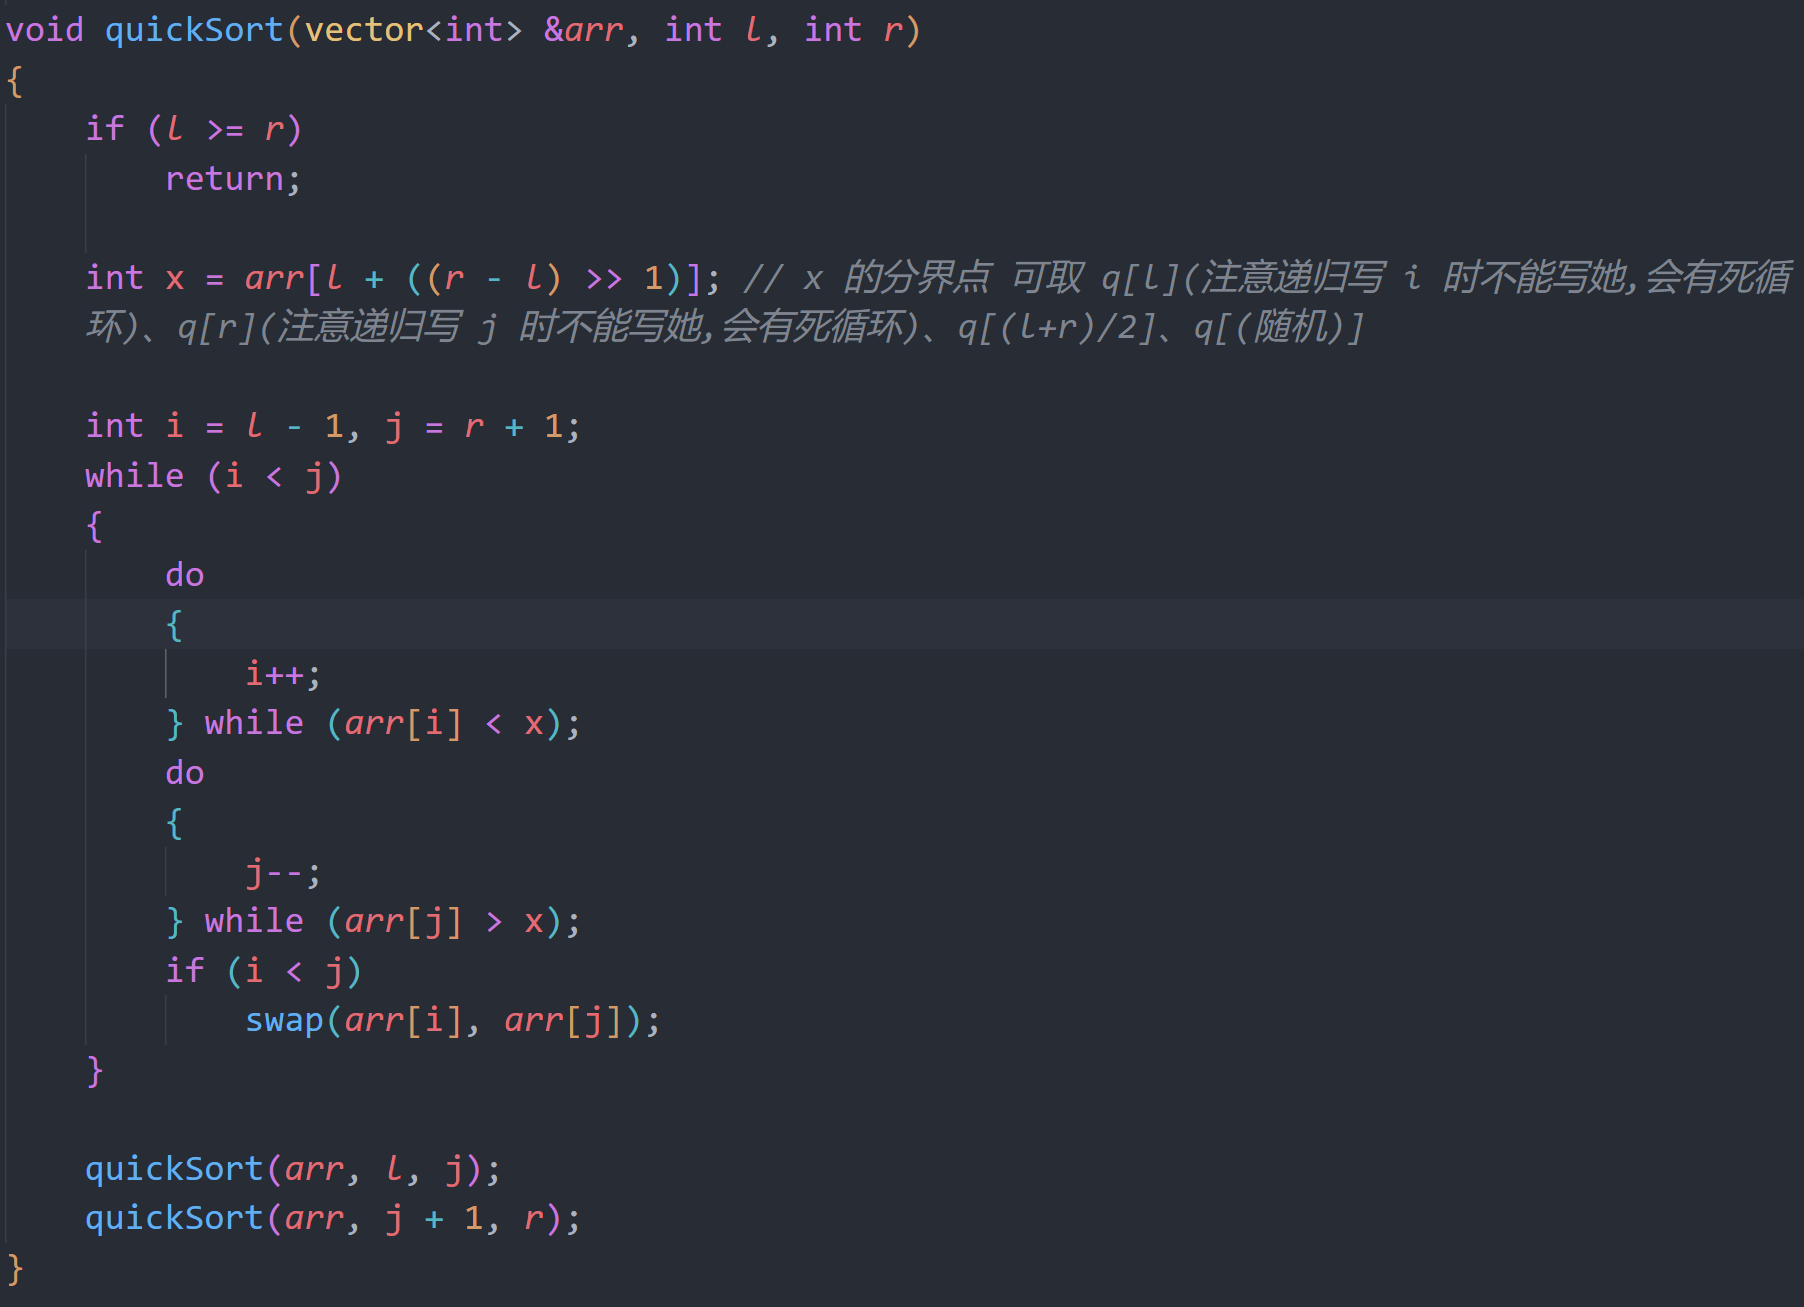 void quickSort(vector<int> &arr, int l, int r)
{
    if (l >= r)
        return;

    int x = arr[l + ((r - l) >> 1)]; // x 的分界点 可取 q[l](注意递归写 i 时不能写她,会有死循
    环)、q[r](注意递归写 j 时不能写她,会有死循环)、q[(l+r)/2]、q[(随机)]

    int i = l - 1, j = r + 1;
    while (i < j)
    {
        do
        {
            i++;
        } while (arr[i] < x);
        do
        {
            j--;
        } while (arr[j] > x);
        if (i < j)
            swap(arr[i], arr[j]);
    }

    quickSort(arr, l, j);
    quickSort(arr, j + 1, r);
}